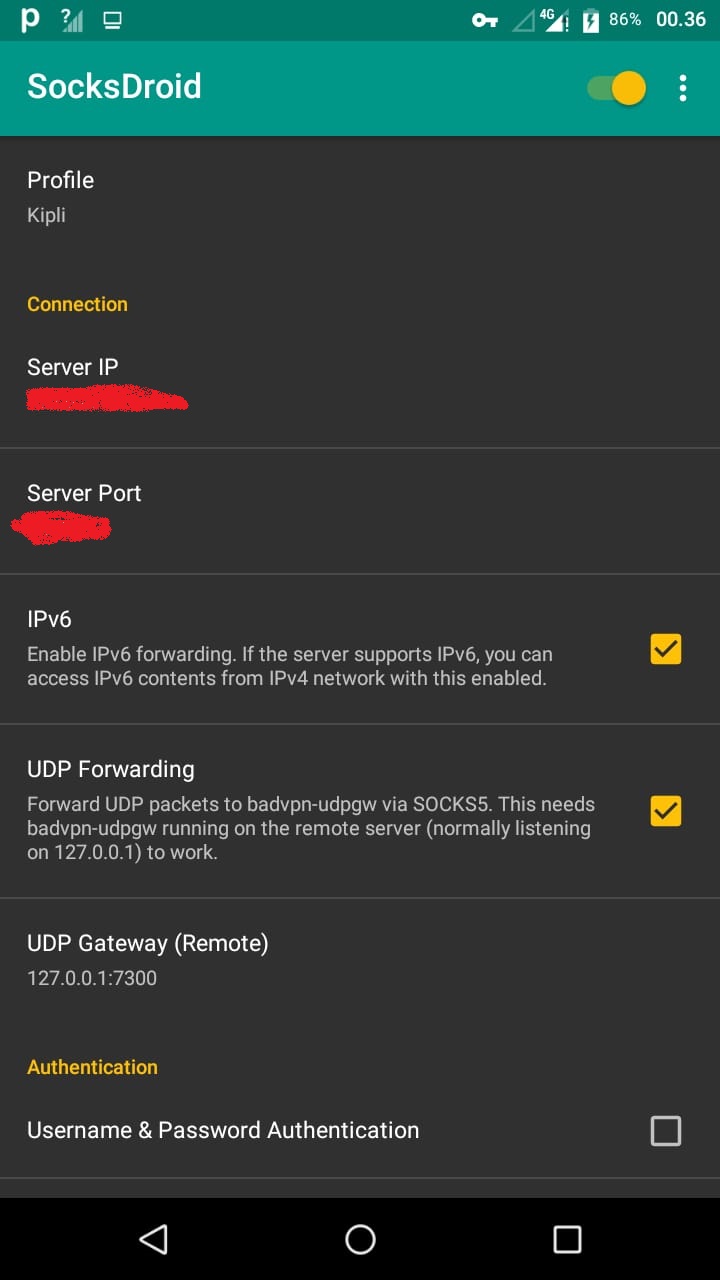 4G 86% 00.36
SocksDroid
Profile
Kipli
Connection
Server IP
Server Port
IPv6
Enable IPv6 forwarding. If the server supports IPv6, you can
access IPv6 contents from IPv4 network with this enabled.
UDP Forwarding
Forward UDP packets to badvpn-udpgw via SOCKS5. This needs
badvpn-udpgw running on the remote server (normally listening
on 127.0.0.1) to work.
UDP Gateway (Remote)
127.0.0.1:7300
Authentication
Username & Password Authentication